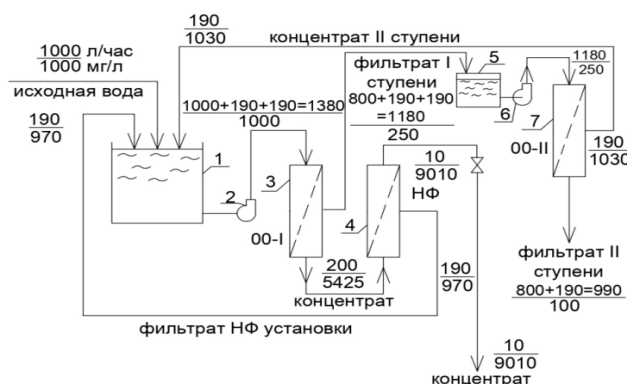 190
1030
концентрат II ступени
1000 л/час
1000 мг/л
исходная вода
190
970
1000+190+190=1380
1000
фильтрат I
ступени
800+190+190
=1180
250
5
6
1180
250
7
00-II
190
1030
1
2
3
00-I
4
10
9010
НФ
200
5425
концентрат
190
970
фильтрат НФ установки
фильтрат II
ступени
800+190=990
100
10
9010
концентрат